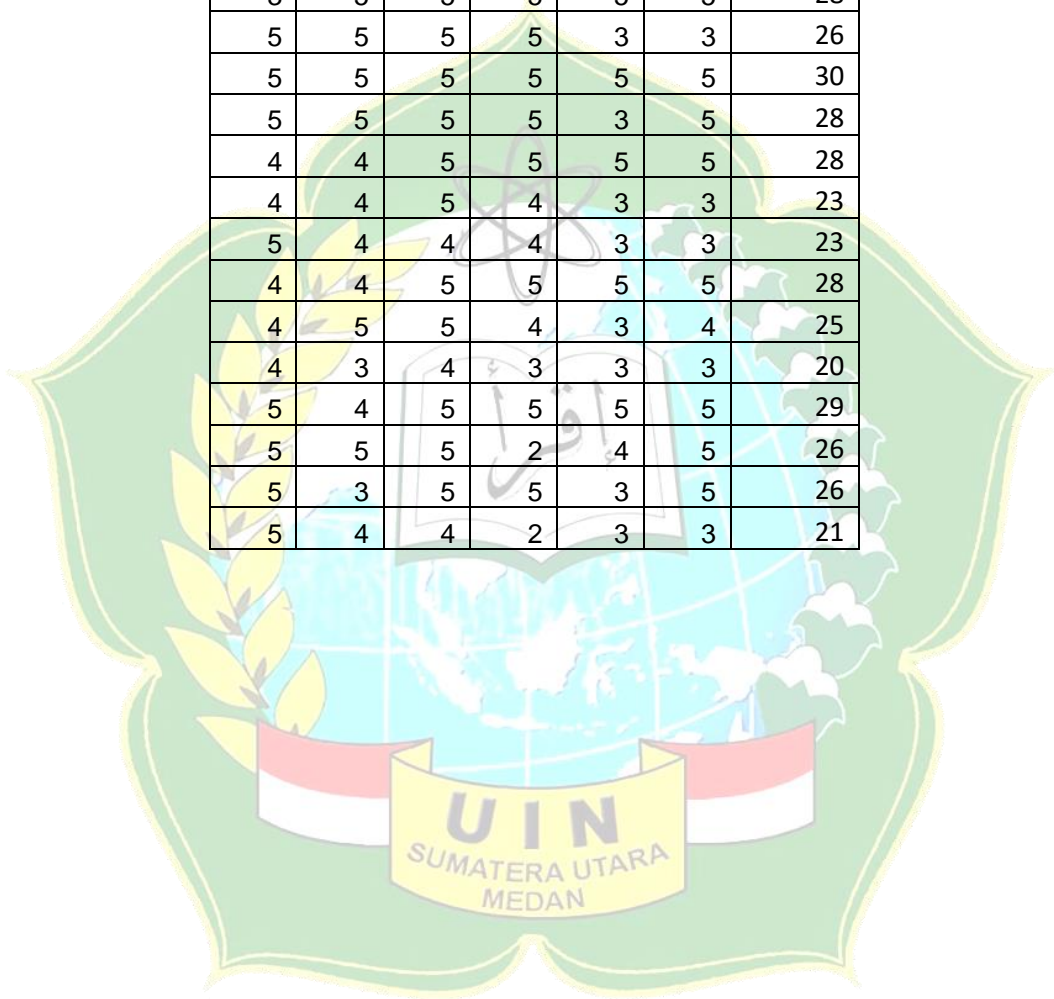 5 5 5 5 3 3 26
5 5 5 5 5 5 30
5 5 5 5 3 5 28
4 4 5 5 5 5 28
4 4 5 4 3 3 23
5 4 4 4 3 3 23
4 4 5 5 5 5 28
4 5 5 4 3 4 25
4 3 4 3 3 3 20
5 4 5 5 5 5 29
5 5 5 2 4 5 26
5 3 5 5 3 5 26
5 4 4 2 3 3 21
إقرأ
UIN
SUMATERA UTARA
MEDAN